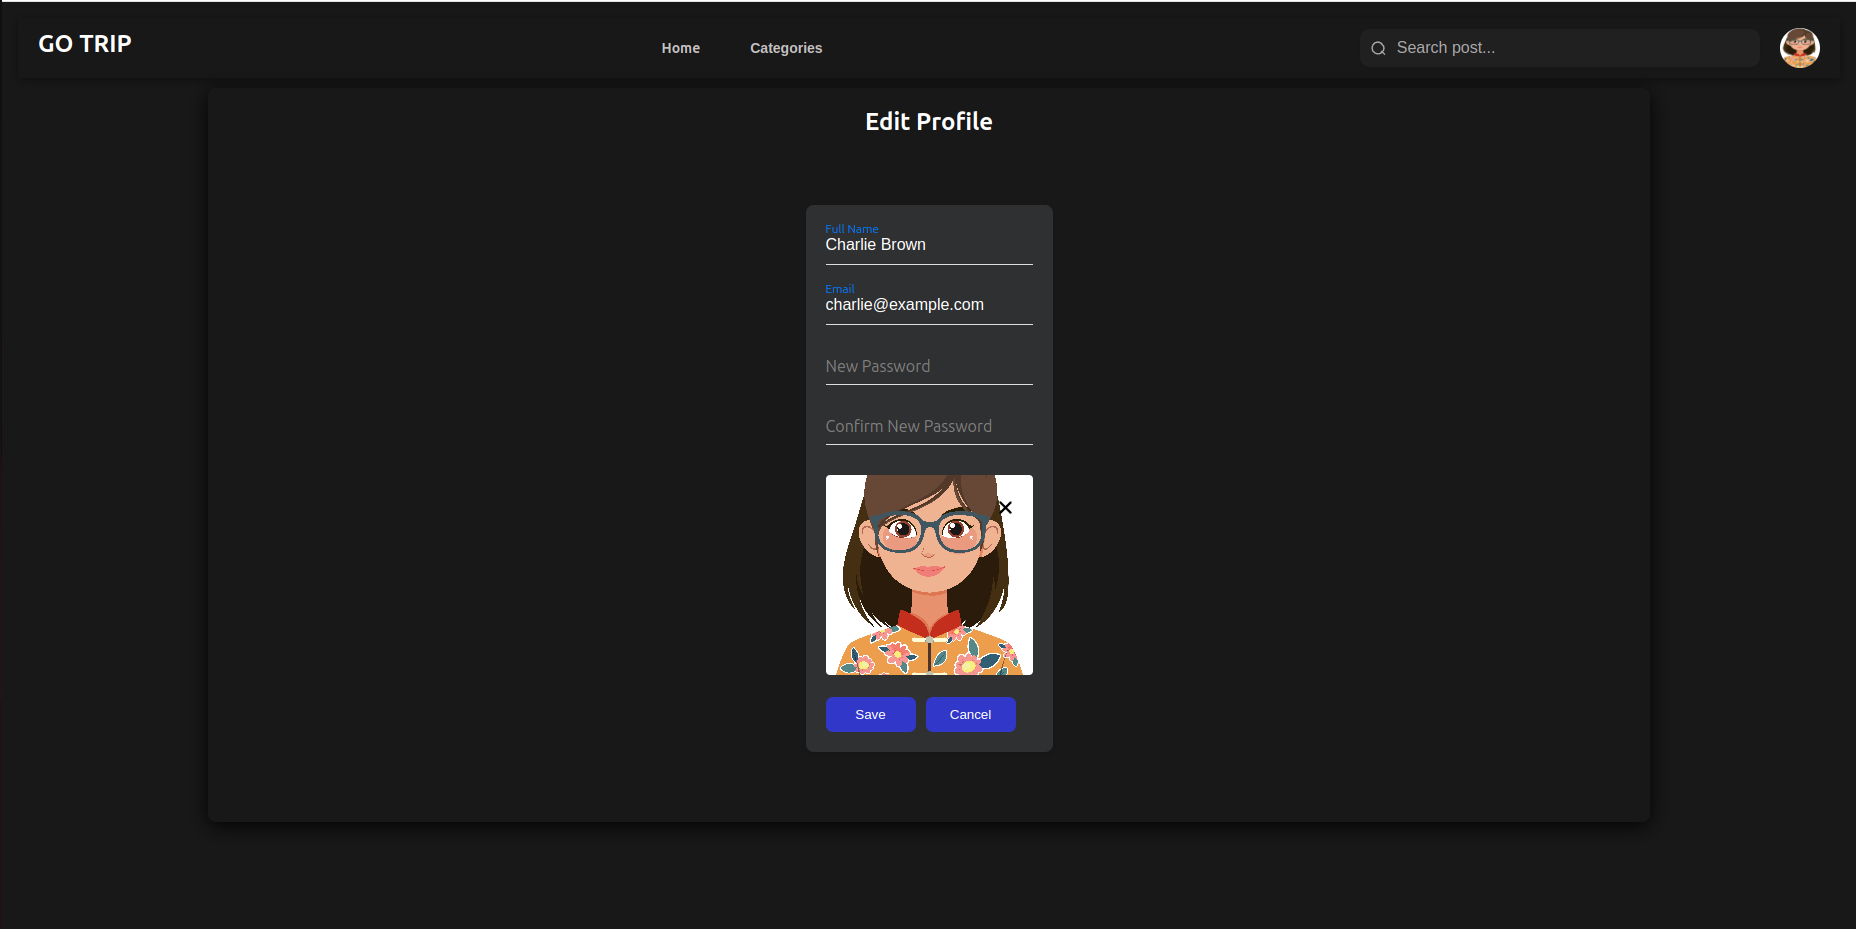 GO TRIP
Home
Categories
Search post...
Edit Profile
Full Name
Charlie Brown
Email
charlie@example.com
New Password
Confirm New Password
Save
Cancel